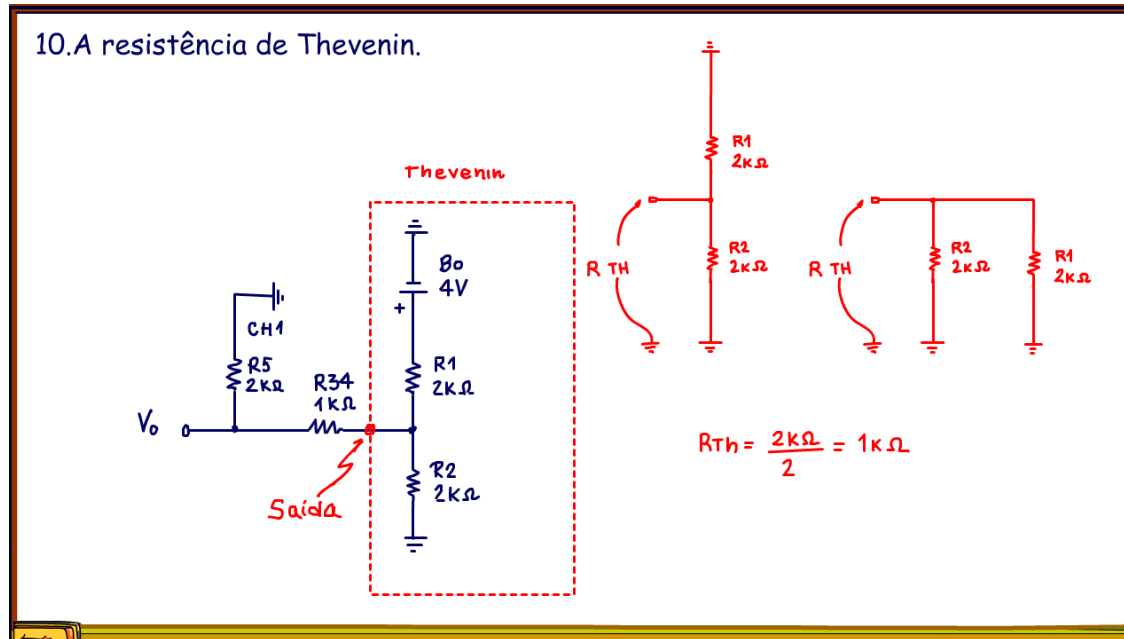 10.A resistência de Thevenin.
Thevenin
Bo
4V
+
CH1
R5
2KΩ
R34
1KΩ
R1
2KΩ
Vo
R2
2KΩ
Saída
R1
2KΩ
R2
2KΩ
R TH
R2
2KΩ
R1
2KΩ
R TH
RTh = 2KΩ / 2 = 1KΩ